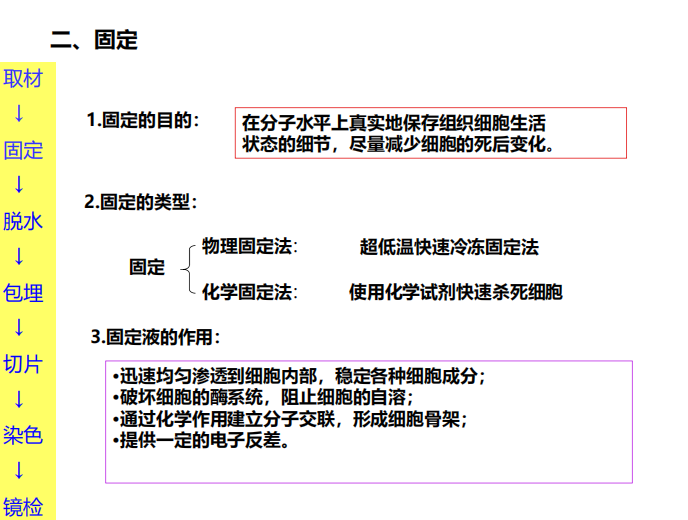 二、固定
取材
↓
固定
↓
脱水
↓
包埋
↓
切片
↓
染色
↓
镜检
1.固定的目的：
在分子水平上真实地保存组织细胞生活
状态的细节，尽量减少细胞的死后变化。
2.固定的类型：
固定
物理固定法： 超低温快速冷冻固定法
化学固定法： 使用化学试剂快速杀死细胞
3.固定液的作用：
•迅速均匀渗透到细胞内部，稳定各种细胞成分；
•破坏细胞的酶系统，阻止细胞的自溶；
•通过化学作用建立分子交联，形成细胞骨架；
•提供一定的电子反差。